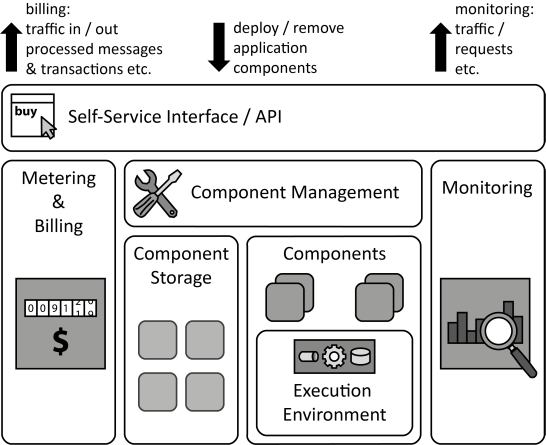 billing:
traffic in / out
processed messages
& transactions etc.
deploy / remove
application
components
monitoring:
traffic /
requests
etc.
buy
Self-Service Interface / API
Metering
&
Billing
0 0 9 1 2 0
1 9
$
Component Management
Component
Storage
Components
Execution
Environment
Monitoring